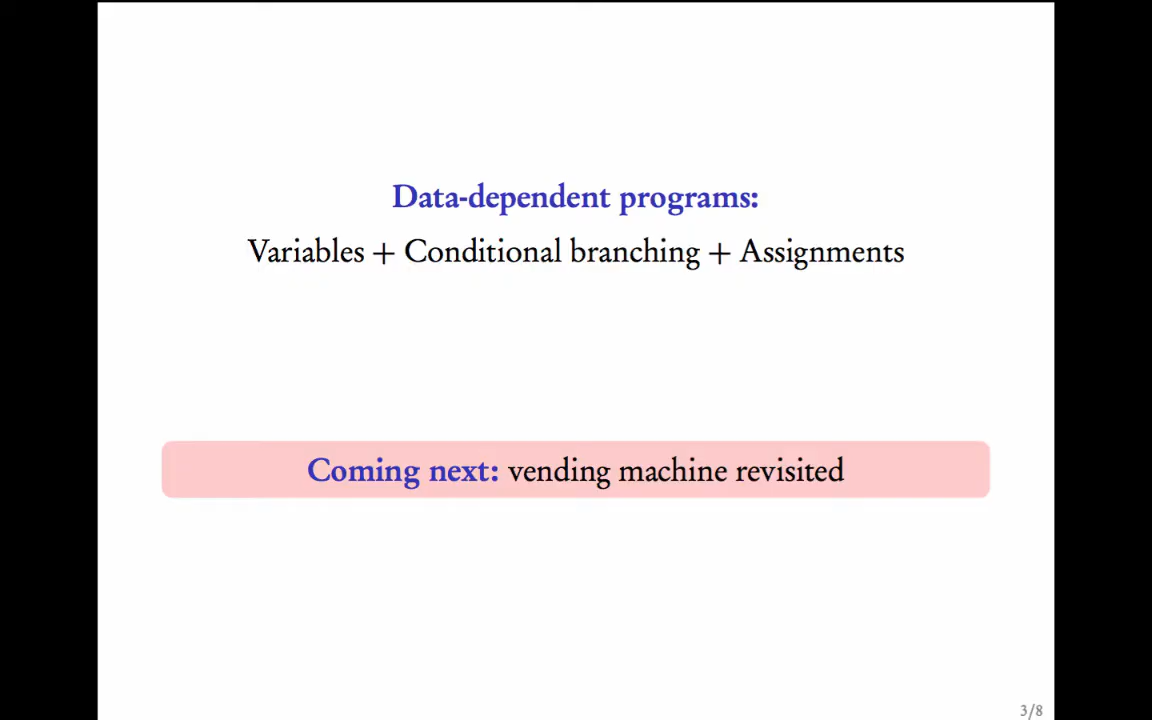 Data-dependent programs:
Variables + Conditional branching + Assignments
Coming next: vending machine revisited
3/8